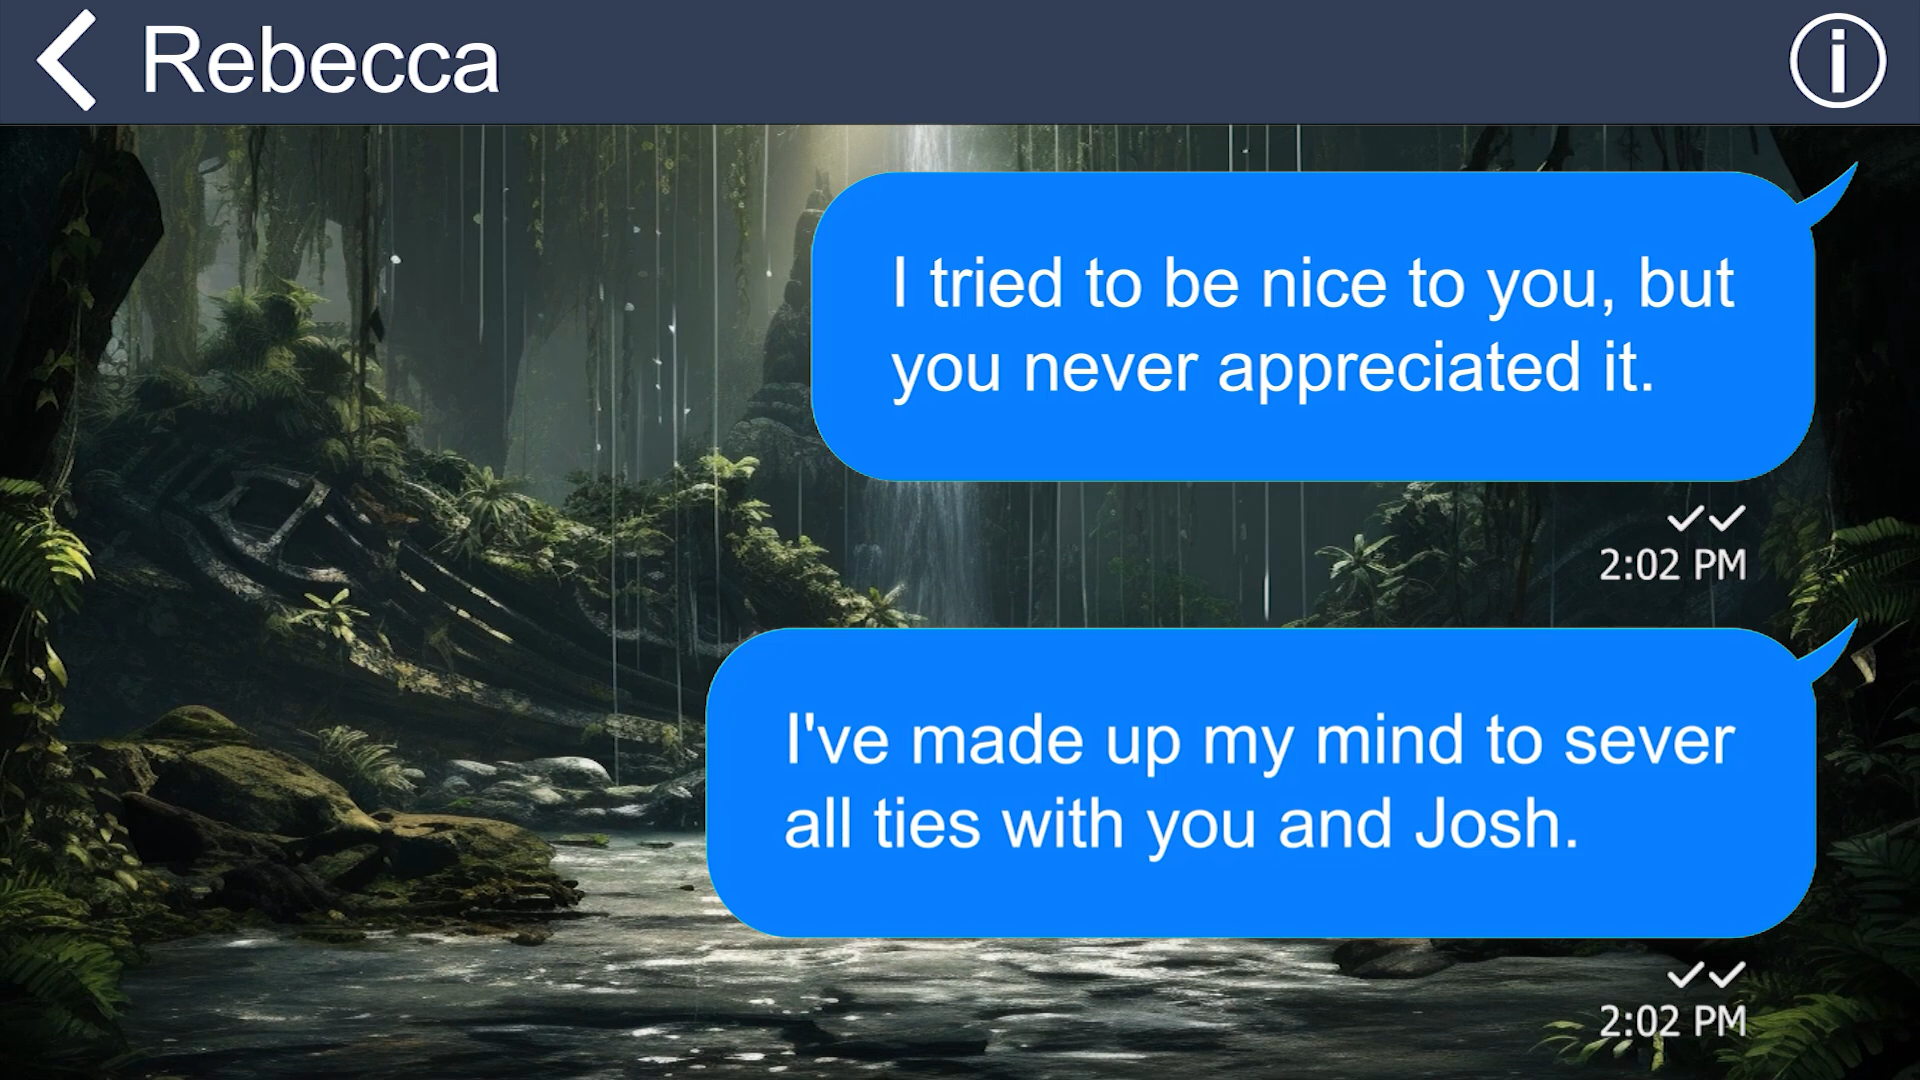 Rebecca
I tried to be nice to you, but
you never appreciated it.
2:02 PM
I've made up my mind to sever
all ties with you and Josh.
2:02 PM